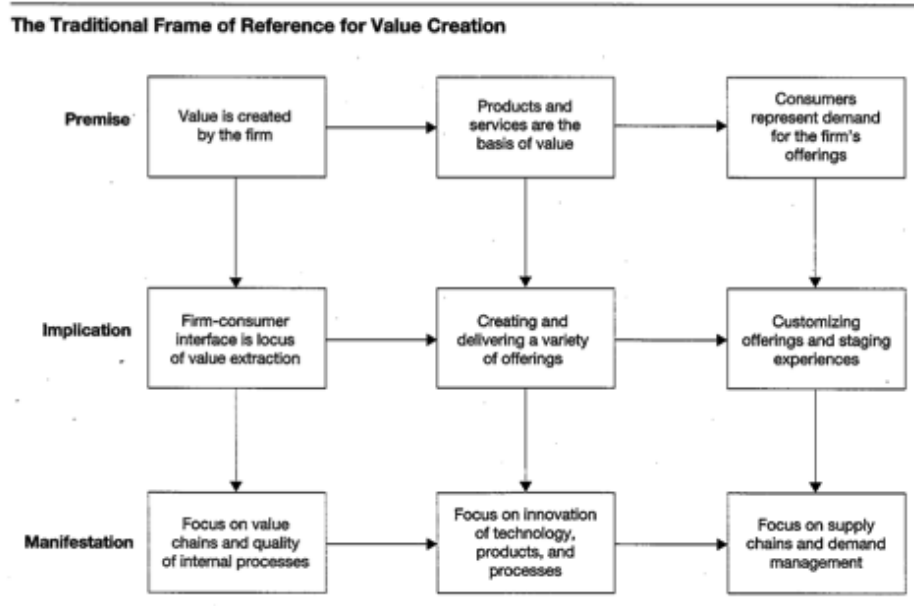 The Traditional Frame of Reference for Value Creation
Premise
Value is created
by the firm
Products and
services are the
basis of value
Consumers
represent demand
for the firm's
offerings
Implication
Firm-consumer
interface is locus
of value extraction
Creating and
delivering a variety
of offerings
Customizing
offerings and staging
experiences
Manifestation
Focus on value
chains and quality
of internal processes
Focus on innovation
of technology,
products, and
processes
Focus on supply
chains and demand
management